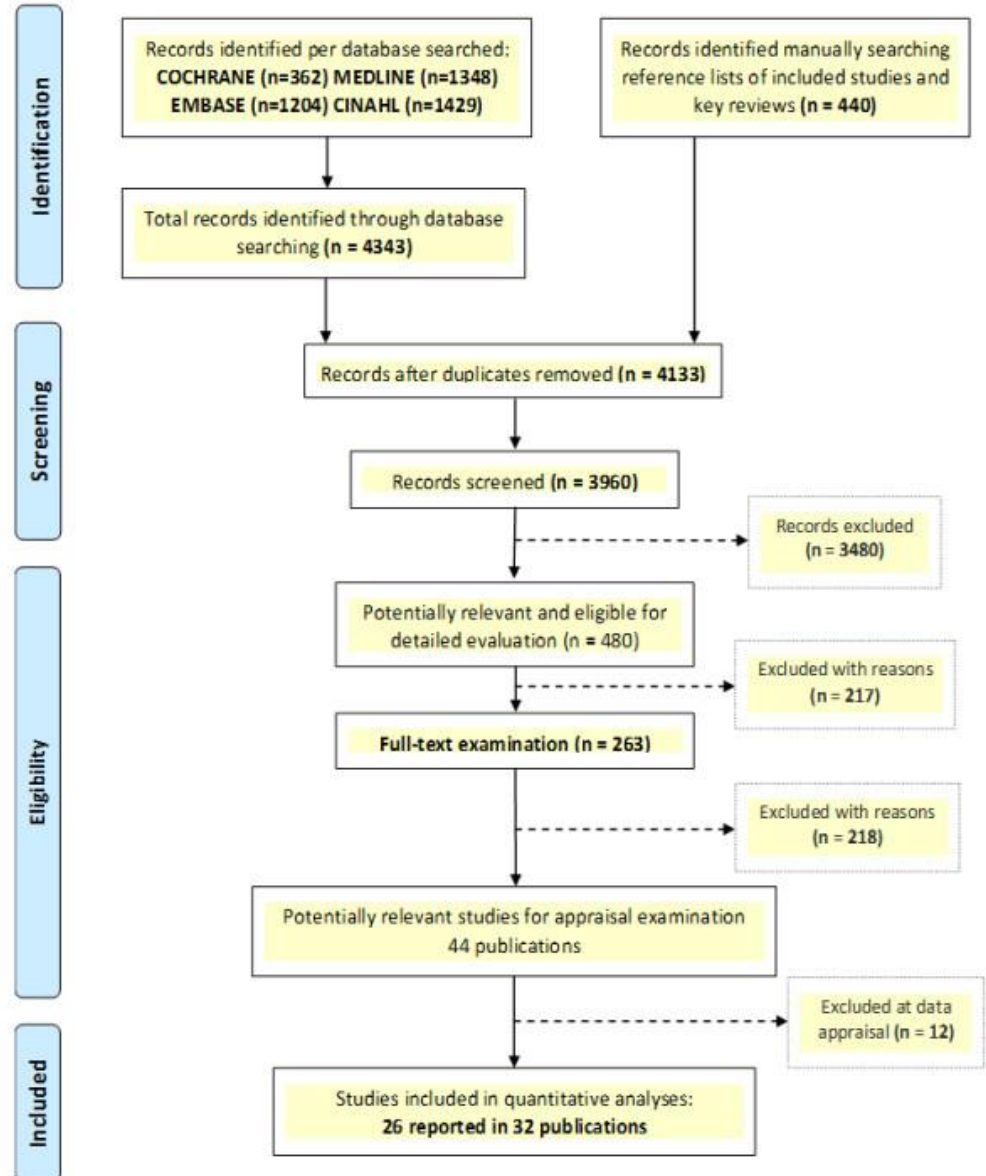 Identification
Records identified per database searched:
COCHRANE (n=362) MEDLINE (n=1348)
EMBASE (n=1204) CINAHL (n=1429)
Records identified manually searching
reference lists of included studies and
key reviews (n = 440)
Total records identified through database
searching (n = 4343)
Screening
Records after duplicates removed (n = 4133)
Records screened (n = 3960)
Records excluded
(n = 3480)
Eligibility
Potentially relevant and eligible for
detailed evaluation (n = 480)
Excluded with reasons
(n = 217)
Full-text examination (n = 263)
Excluded with reasons
(n = 218)
Potentially relevant studies for appraisal examination
44 publications
Excluded at data
appraisal (n = 12)
Included
Studies included in quantitative analyses:
26 reported in 32 publications